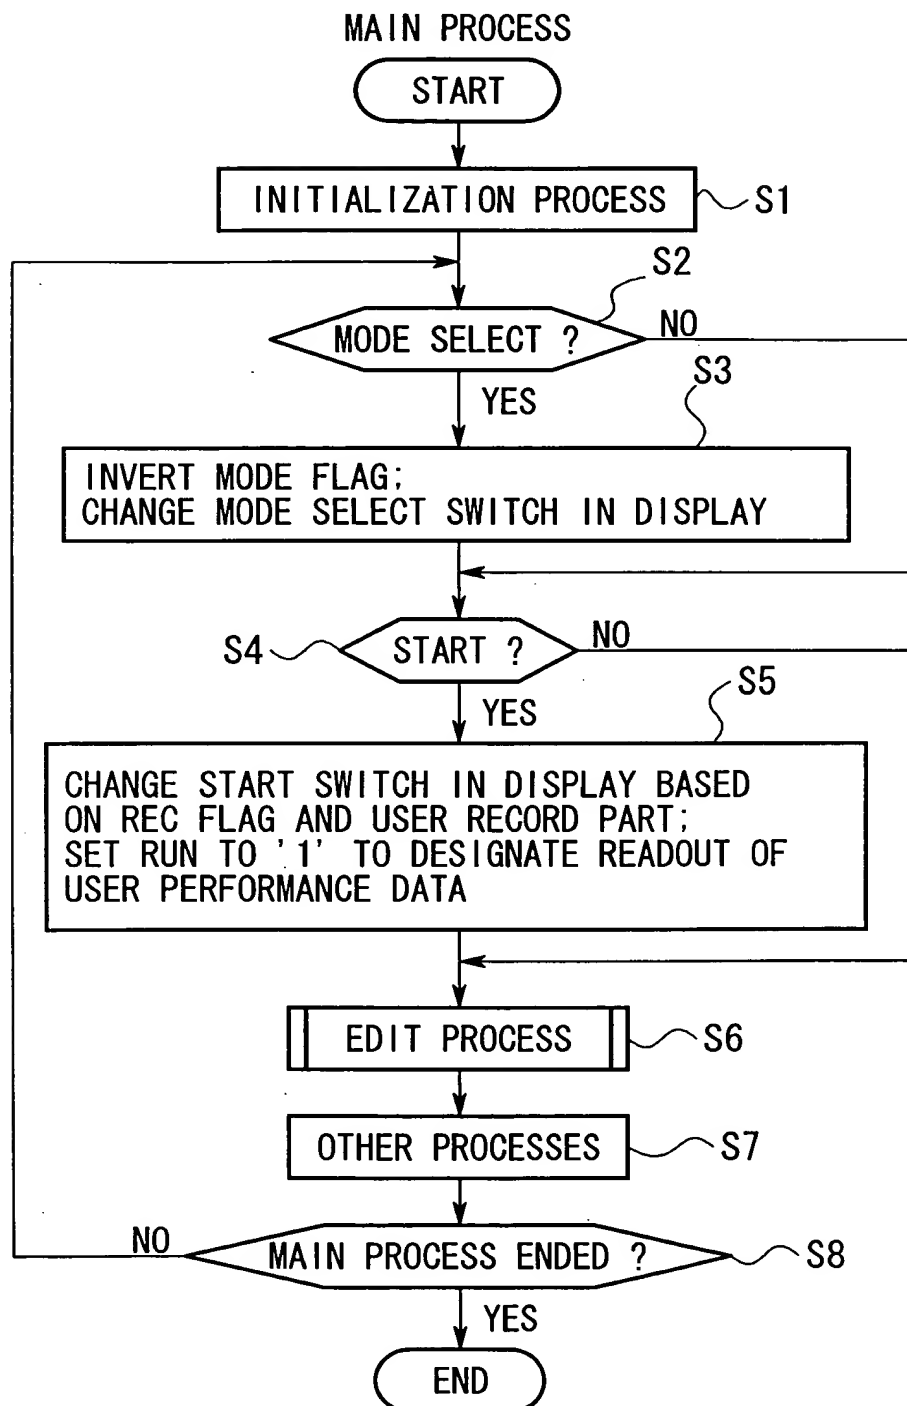 MAIN PROCESS
START
INITIALIZATION PROCESS
S1
S2
MODE SELECT ?
NO
YES
S3
INVERT MODE FLAG;
CHANGE MODE SELECT SWITCH IN DISPLAY
S4
START ?
NO
YES
S5
CHANGE START SWITCH IN DISPLAY BASED
ON REC FLAG AND USER RECORD PART;
SET RUN TO '1' TO DESIGNATE READOUT OF
USER PERFORMANCE DATA
EDIT PROCESS
S6
OTHER PROCESSES
S7
NO
MAIN PROCESS ENDED ?
S8
YES
END